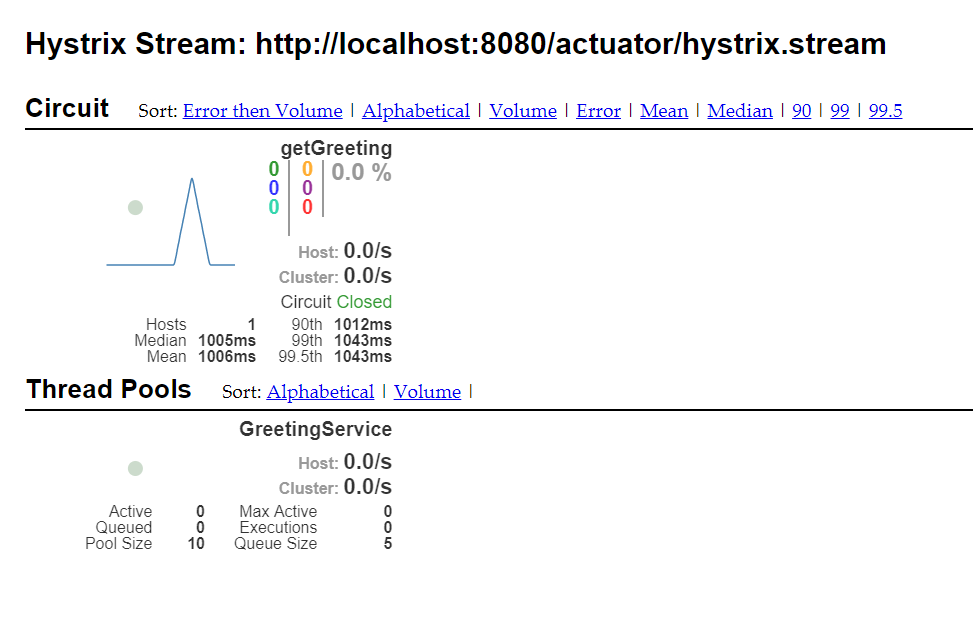 Hystrix Stream: http://localhost:8080/actuator/hystrix.stream
Circuit Sort: Error then Volume | Alphabetical | Volume | Error | Mean | Median | 90 | 99 | 99.5
getGreeting
0 0 0.0 %
0 0
0 0
Host: 0.0/s
Cluster: 0.0/s
Circuit Closed
Hosts 1 90th 1012ms
Median 1005ms 99th 1043ms
Mean 1006ms 99.5th 1043ms
Thread Pools Sort: Alphabetical | Volume |
GreetingService
Host: 0.0/s
Cluster: 0.0/s
Active 0 Max Active 0
Queued 0 Executions 0
Pool Size 10 Queue Size 5